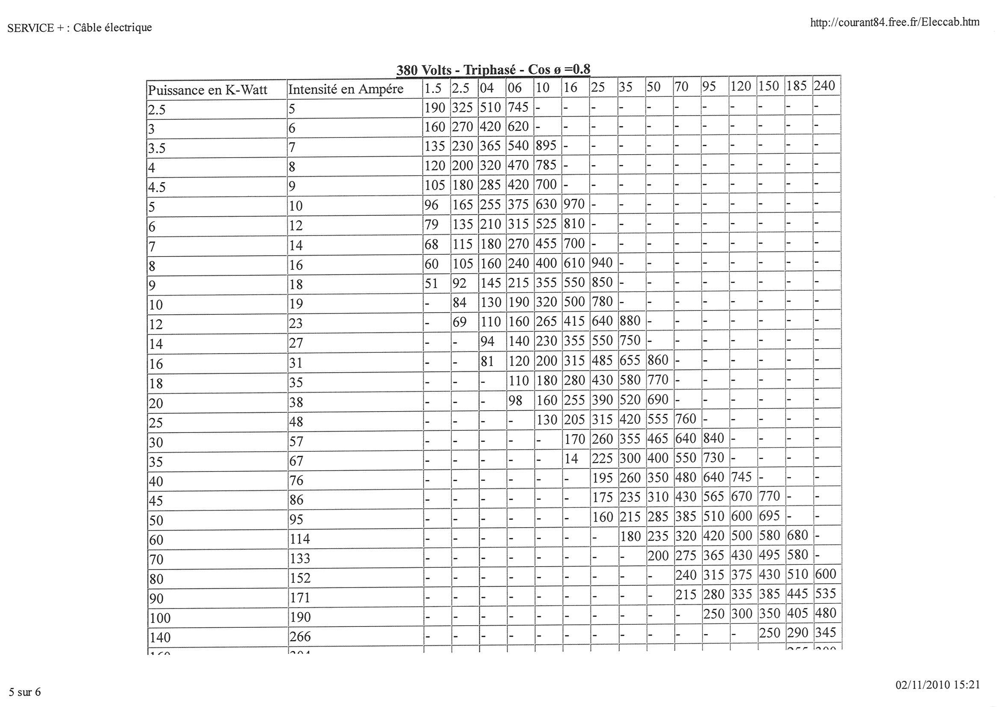 SERVICE + : Câble électrique
http://courant84.free.fr/Eleccab.htm
380 Volts - Triphasé - Cos ø =0.8
Puissance en K-Watt Intensité en Ampére 1.5 2.5 04 06 10 16 25 35 50 70 95 120 150 185 240
2.5 5 190 325 510 745 - - - - - - - - - - -
3 6 160 270 420 620 - - - - - - - - - - -
3.5 7 135 230 365 540 895 - - - - - - - - - -
4 8 120 200 320 470 785 - - - - - - - - - -
4.5 9 105 180 285 420 700 - - - - - - - - - -
5 10 96 165 255 375 630 970 - - - - - - - - -
6 12 79 135 210 315 525 810 - - - - - - - - -
7 14 68 115 180 270 455 700 - - - - - - - - -
8 16 60 105 160 240 400 610 940 - - - - - - - -
9 18 51 92 145 215 355 550 850 - - - - - - - -
10 19 - 84 130 190 320 500 780 - - - - - - - -
12 23 - 69 110 160 265 415 640 880 - - - - - - -
14 27 - - 94 140 230 355 550 750 - - - - - - -
16 31 - - 81 120 200 315 485 655 860 - - - - - -
18 35 - - - 110 180 280 430 580 770 - - - - - -
20 38 - - - 98 160 255 390 520 690 - - - - - -
25 48 - - - - 130 205 315 420 555 760 - - - - -
30 57 - - - - - 170 260 355 465 640 840 - - - -
35 67 - - - - - 14 225 300 400 550 730 - - - -
40 76 - - - - - - 195 260 350 480 640 745 - - -
45 86 - - - - - - 175 235 310 430 565 670 770 - -
50 95 - - - - - - 160 215 285 385 510 600 695 - -
60 114 - - - - - - - 180 235 320 420 500 580 680 -
70 133 - - - - - - - - 200 275 365 430 495 580 -
80 152 - - - - - - - - - 240 315 375 430 510 600
90 171 - - - - - - - - - 215 280 335 385 445 535
100 190 - - - - - - - - - - 250 300 350 405 480
140 266 - - - - - - - - - - - - 250 290 345
5 sur 6
02/11/2010 15:21